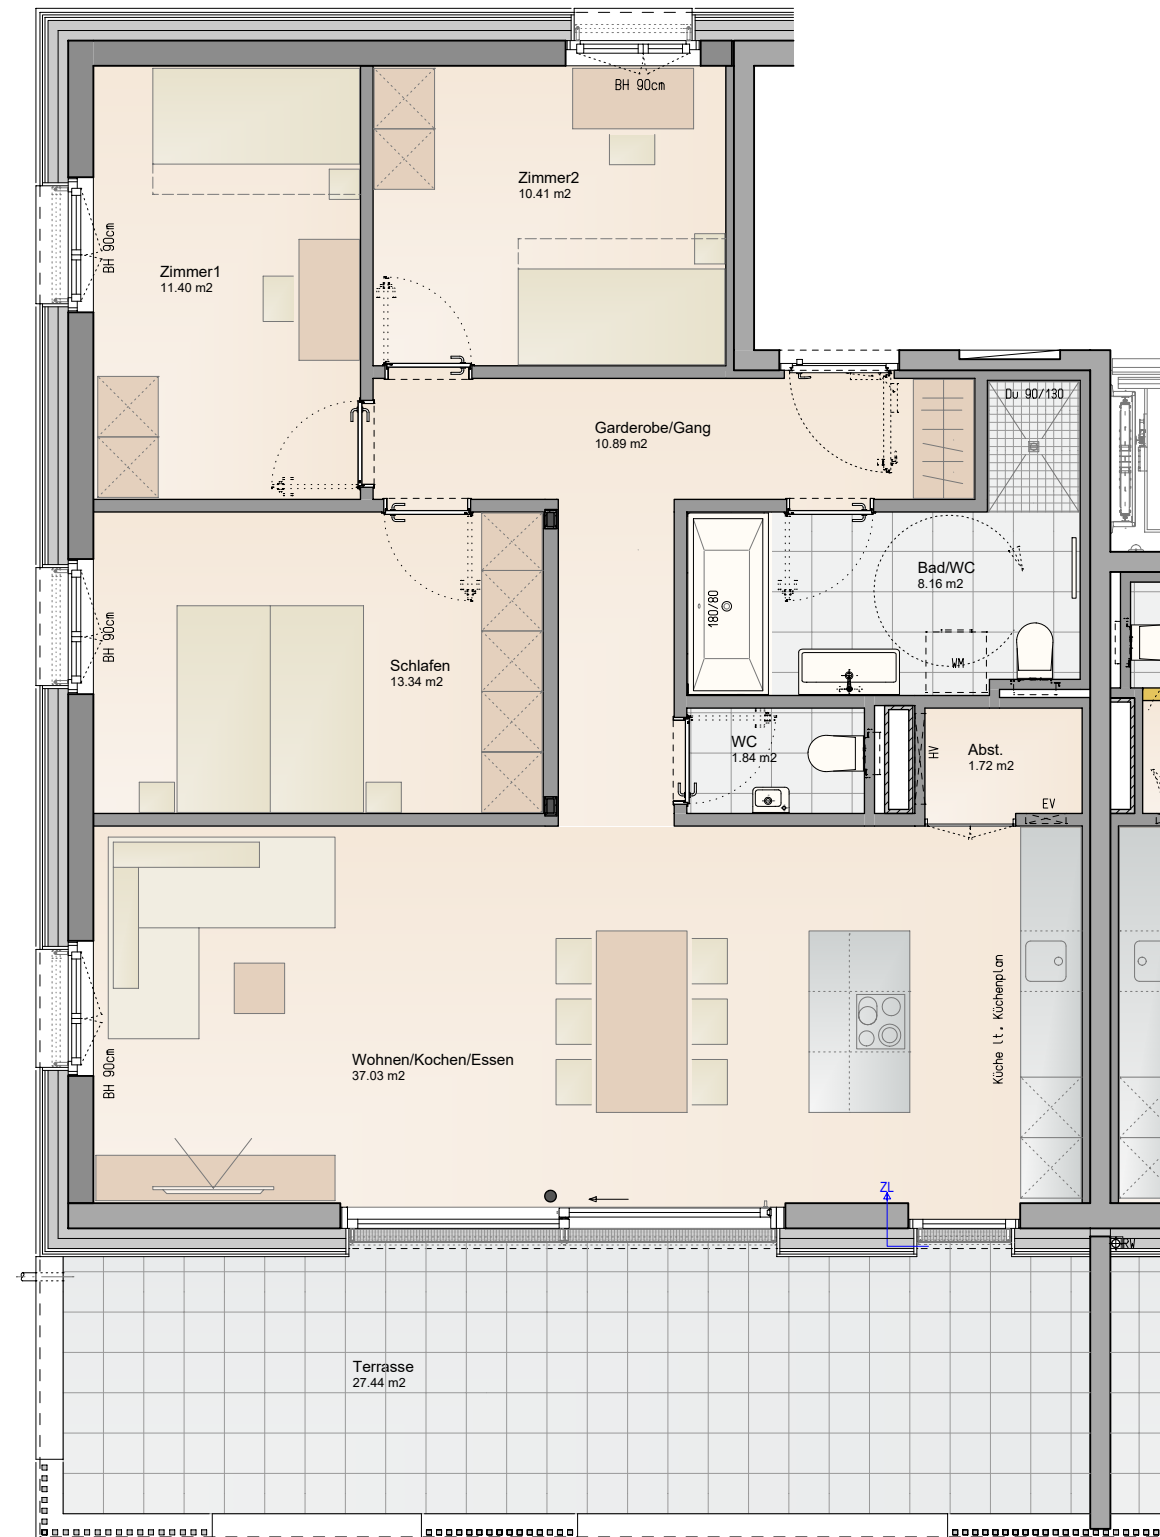 BH 90cm
Zimmer2
10.41 m2
BH 90cm
Zimmer1
11.40 m2
Du 90/130
Garderobe/Gang
10.89 m2
Bad/WC
8.16 m2
180/80
BH 90cm
WM
Schlafen
13.34 m2
WC
1.84 m2
HV
Abst.
1.72 m2
EV
Küche lt. Küchenplan
Wohnen/Kochen/Essen
37.03 m2
BH 90cm
ZL
RW
Terrasse
27.44 m2